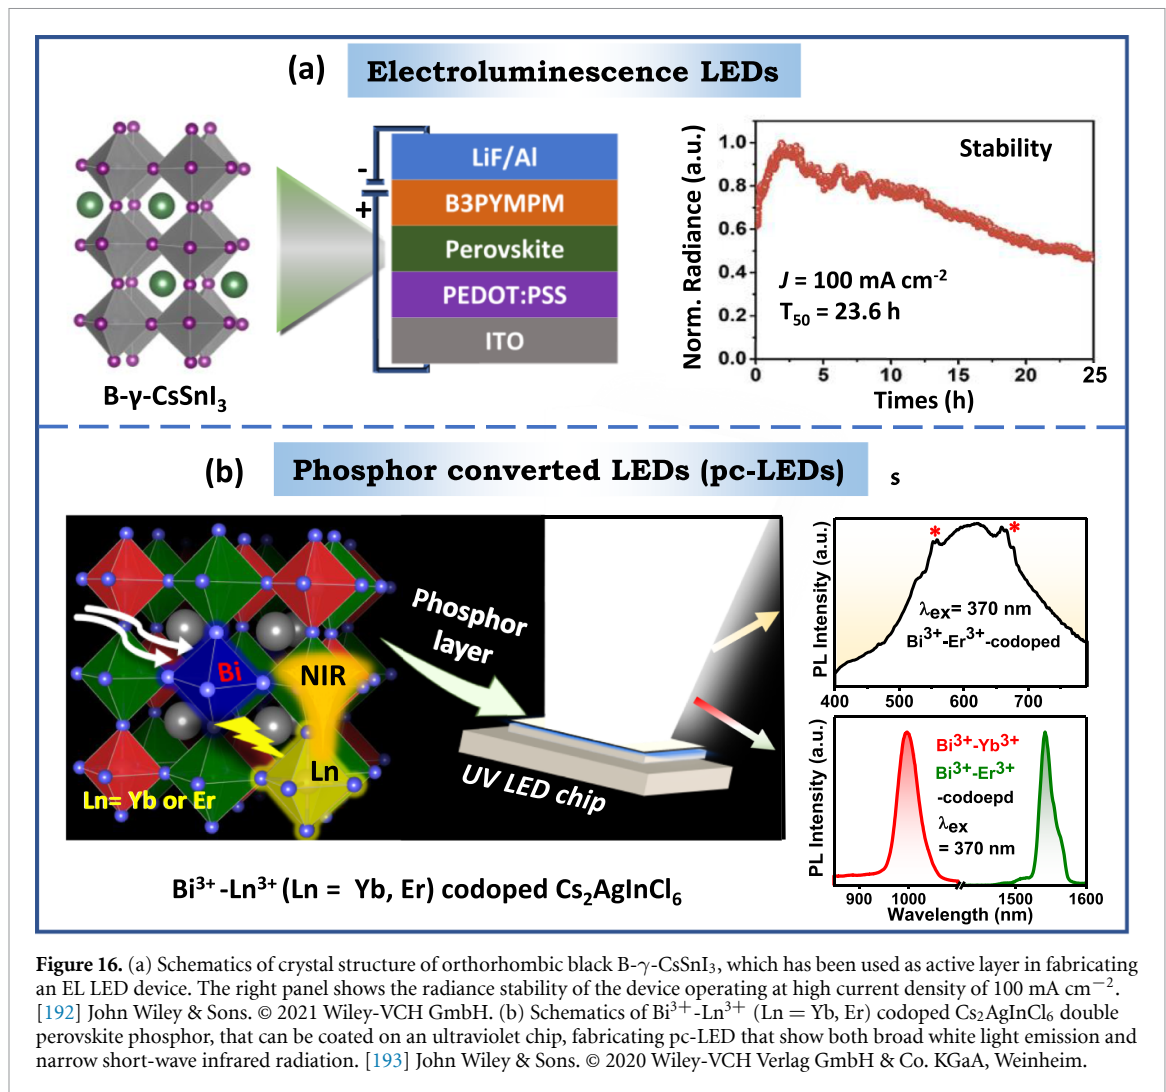 (a) Electroluminescence LEDs
B-γ-CsSnI₃
-
+
LiF/Al
B3PYMPM
Perovskite
PEDOT:PSS
ITO
Norm. Radiance (a.u.)
1.0
0.8
0.6
0.4
0.2
0.0
Stability
J = 100 mA cm⁻²
T₅₀ = 23.6 h
0 5 10 15 20 25
Times (h)
(b) Phosphor converted LEDs (pc-LEDs) s
Bi
NIR
Ln
Ln= Yb or Er
Phosphor
layer
UV LED chip
Bi³⁺-Ln³⁺ (Ln = Yb, Er) codoped Cs₂AgInCl₆
PL Intensity (a.u.)
* *
λex= 370 nm
Bi³⁺-Er³⁺-codoped
400 500 600 700
PL Intensity (a.u.)
Bi³⁺-Yb³⁺
Bi³⁺-Er³⁺
-codoepd
λex
= 370 nm
900 1000 1500 1600
Wavelength (nm)
Figure 16. (a) Schematics of crystal structure of orthorhombic black B-γ-CsSnI₃, which has been used as active layer in fabricating
an EL LED device. The right panel shows the radiance stability of the device operating at high current density of 100 mA cm⁻².
[192] John Wiley & Sons. © 2021 Wiley-VCH GmbH. (b) Schematics of Bi³⁺-Ln³⁺ (Ln = Yb, Er) codoped Cs₂AgInCl₆ double
perovskite phosphor, that can be coated on an ultraviolet chip, fabricating pc-LED that show both broad white light emission and
narrow short-wave infrared radiation. [193] John Wiley & Sons. © 2020 Wiley-VCH Verlag GmbH & Co. KGaA, Weinheim.